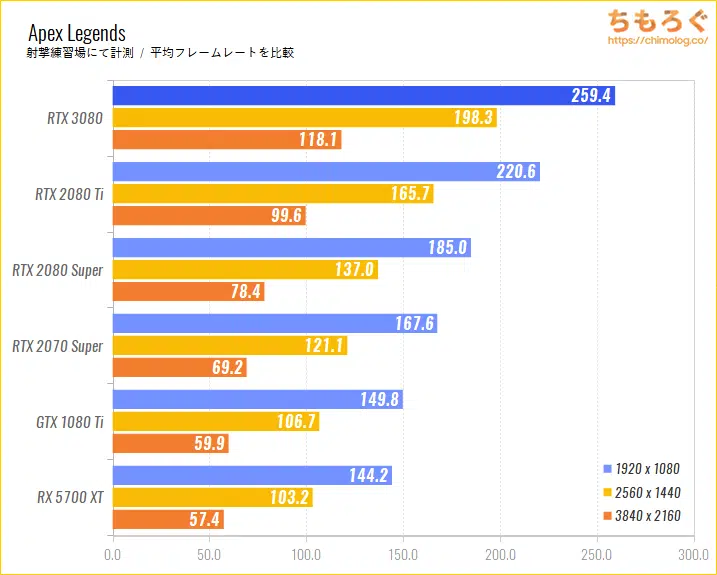 Apex Legends
射撃練習場にて計測 / 平均フレームレートを比較
ちもろぐ
https://chimolog.co/
RTX 3080
259.4
198.3
118.1
RTX 2080 Ti
220.6
165.7
99.6
RTX 2080 Super
185.0
137.0
78.4
RTX 2070 Super
167.6
121.1
69.2
GTX 1080 Ti
149.8
106.7
59.9
RX 5700 XT
144.2
103.2
57.4
1920 x 1080
2560 x 1440
3840 x 2160
0.0 50.0 100.0 150.0 200.0 250.0 300.0